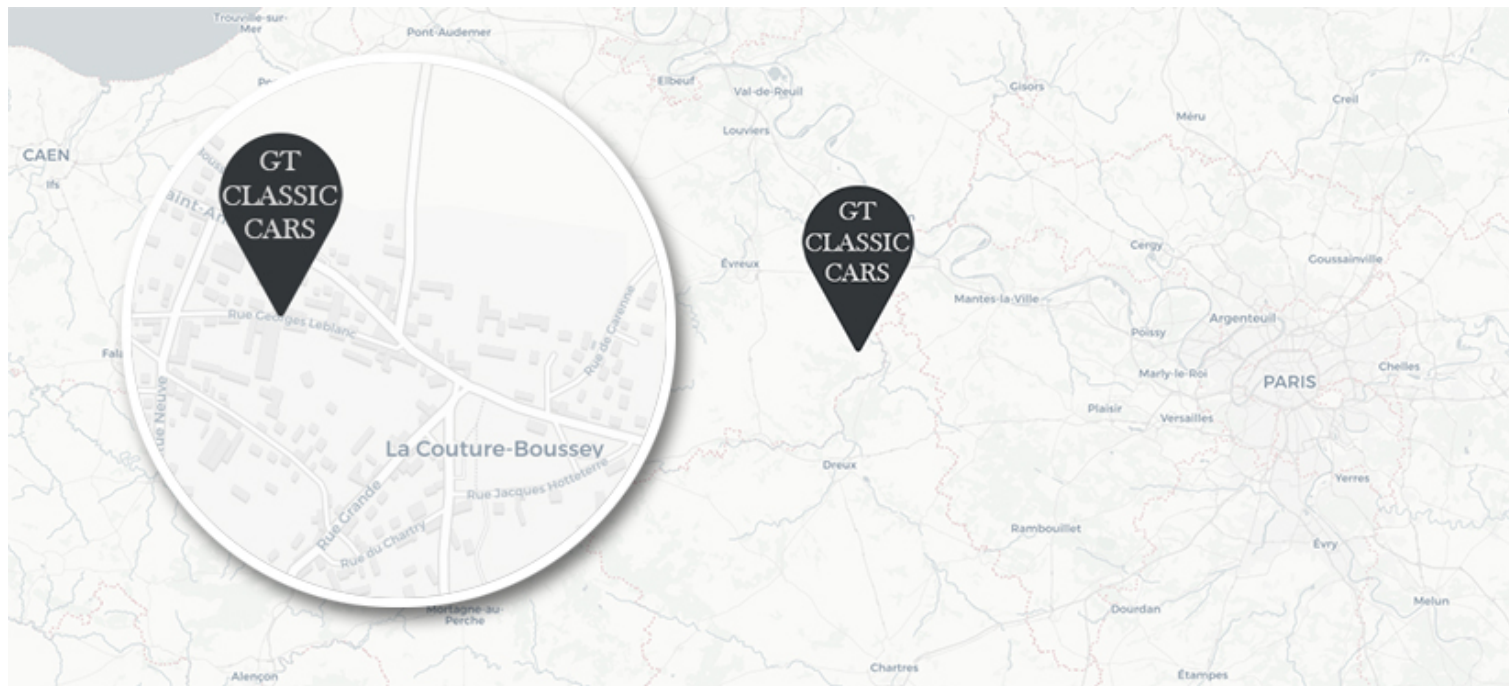 Trouville-sur-
Mer
Pont-Audemer
Elbeuf
Val-de-Reuil
Gisors
Creil
Méru
Louviers
CAEN
Ifs
GT
CLASSIC
CARS
GT
CLASSIC
CARS
Rue Georges Leblanc
Rue de Garenne
Rue Neuve
La Couture-Boussey
Rue Jacques Hotteterre
Rue Grande
Rue du Chartry
Évreux
Mantes-la-Ville
Cergy
Goussainville
Poissy
Argenteuil
Marly-le-Roi
PARIS
Chelles
Plaisir
Versailles
Dreux
Yerres
Rambouillet
Évry
Mortagne-au-
Perche
Dourdan
Melun
Alençon
Chartres
Étampes